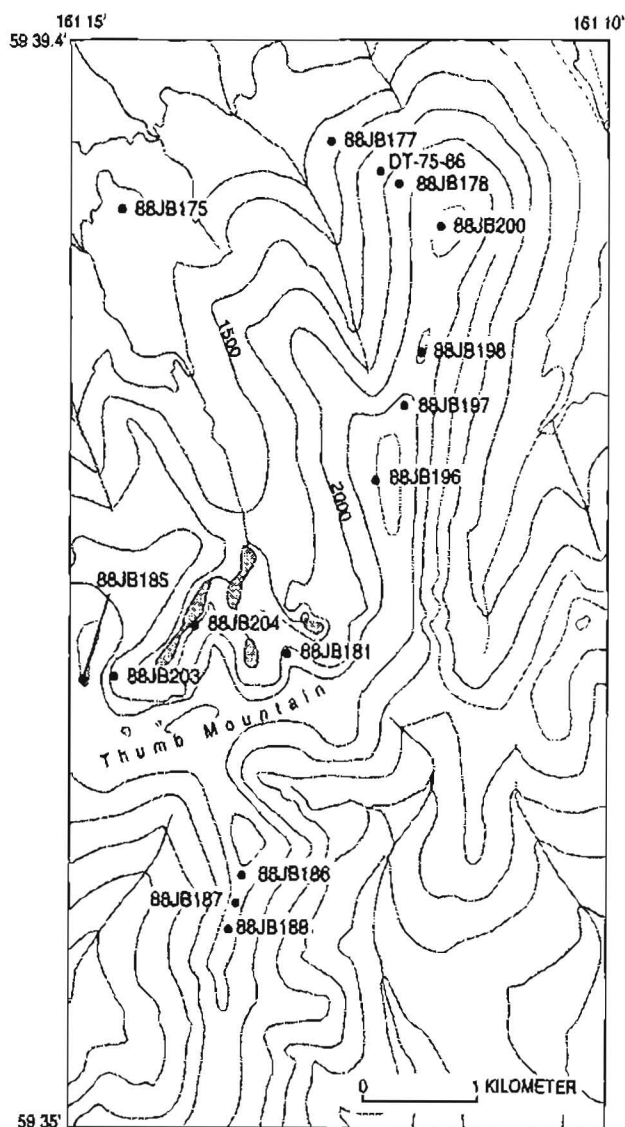 161 15'
161 10'
59 39.4'
88JB177
DT-75-86
88JB178
88JB175
88JB200
1500
88JB198
88JB197
88JB196
2000
88JB185
88JB204
88JB181
88JB203
Thumb Mountain
88JB186
88JB187
88JB188
0 1 KILOMETER
59 35'